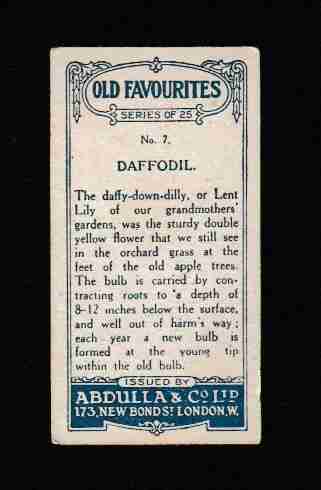 OLD FAVOURITES
SERIES OF 25
No. 7.
DAFFODIL.
The daffy-down-dilly, or Lent
Lily of our grandmothers'
gardens, was the sturdy double
yellow flower that we still see
in the orchard grass at the
feet of the old apple trees.
The bulb is carried by con-
tracting roots to a depth of
8-12 inches below the surface,
and well out of harm's way;
each year a new bulb is
formed at the young tip
within the old bulb.
ISSUED BY
ABDULLA & CO LTD
173, NEW BOND ST LONDON, W.